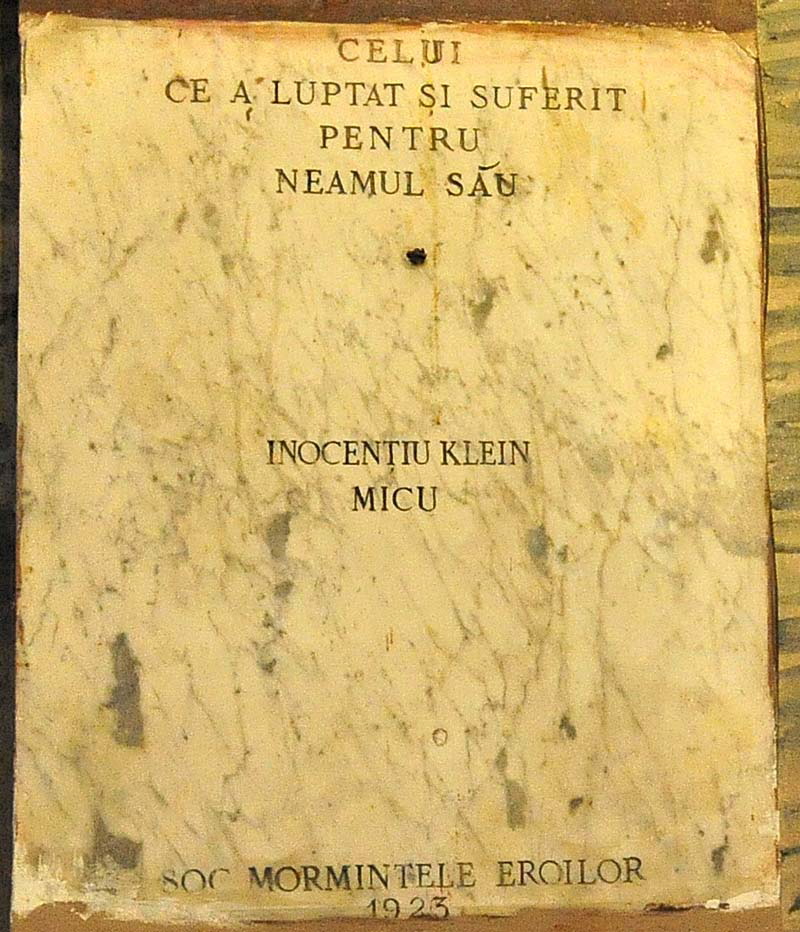 CELUI
CE A LUPTAT ȘI SUFERIT
PENTRU
NEAMUL SĂU
INOCENȚIU KLEIN
MICU
SOC MORMINTELE EROILOR
1923